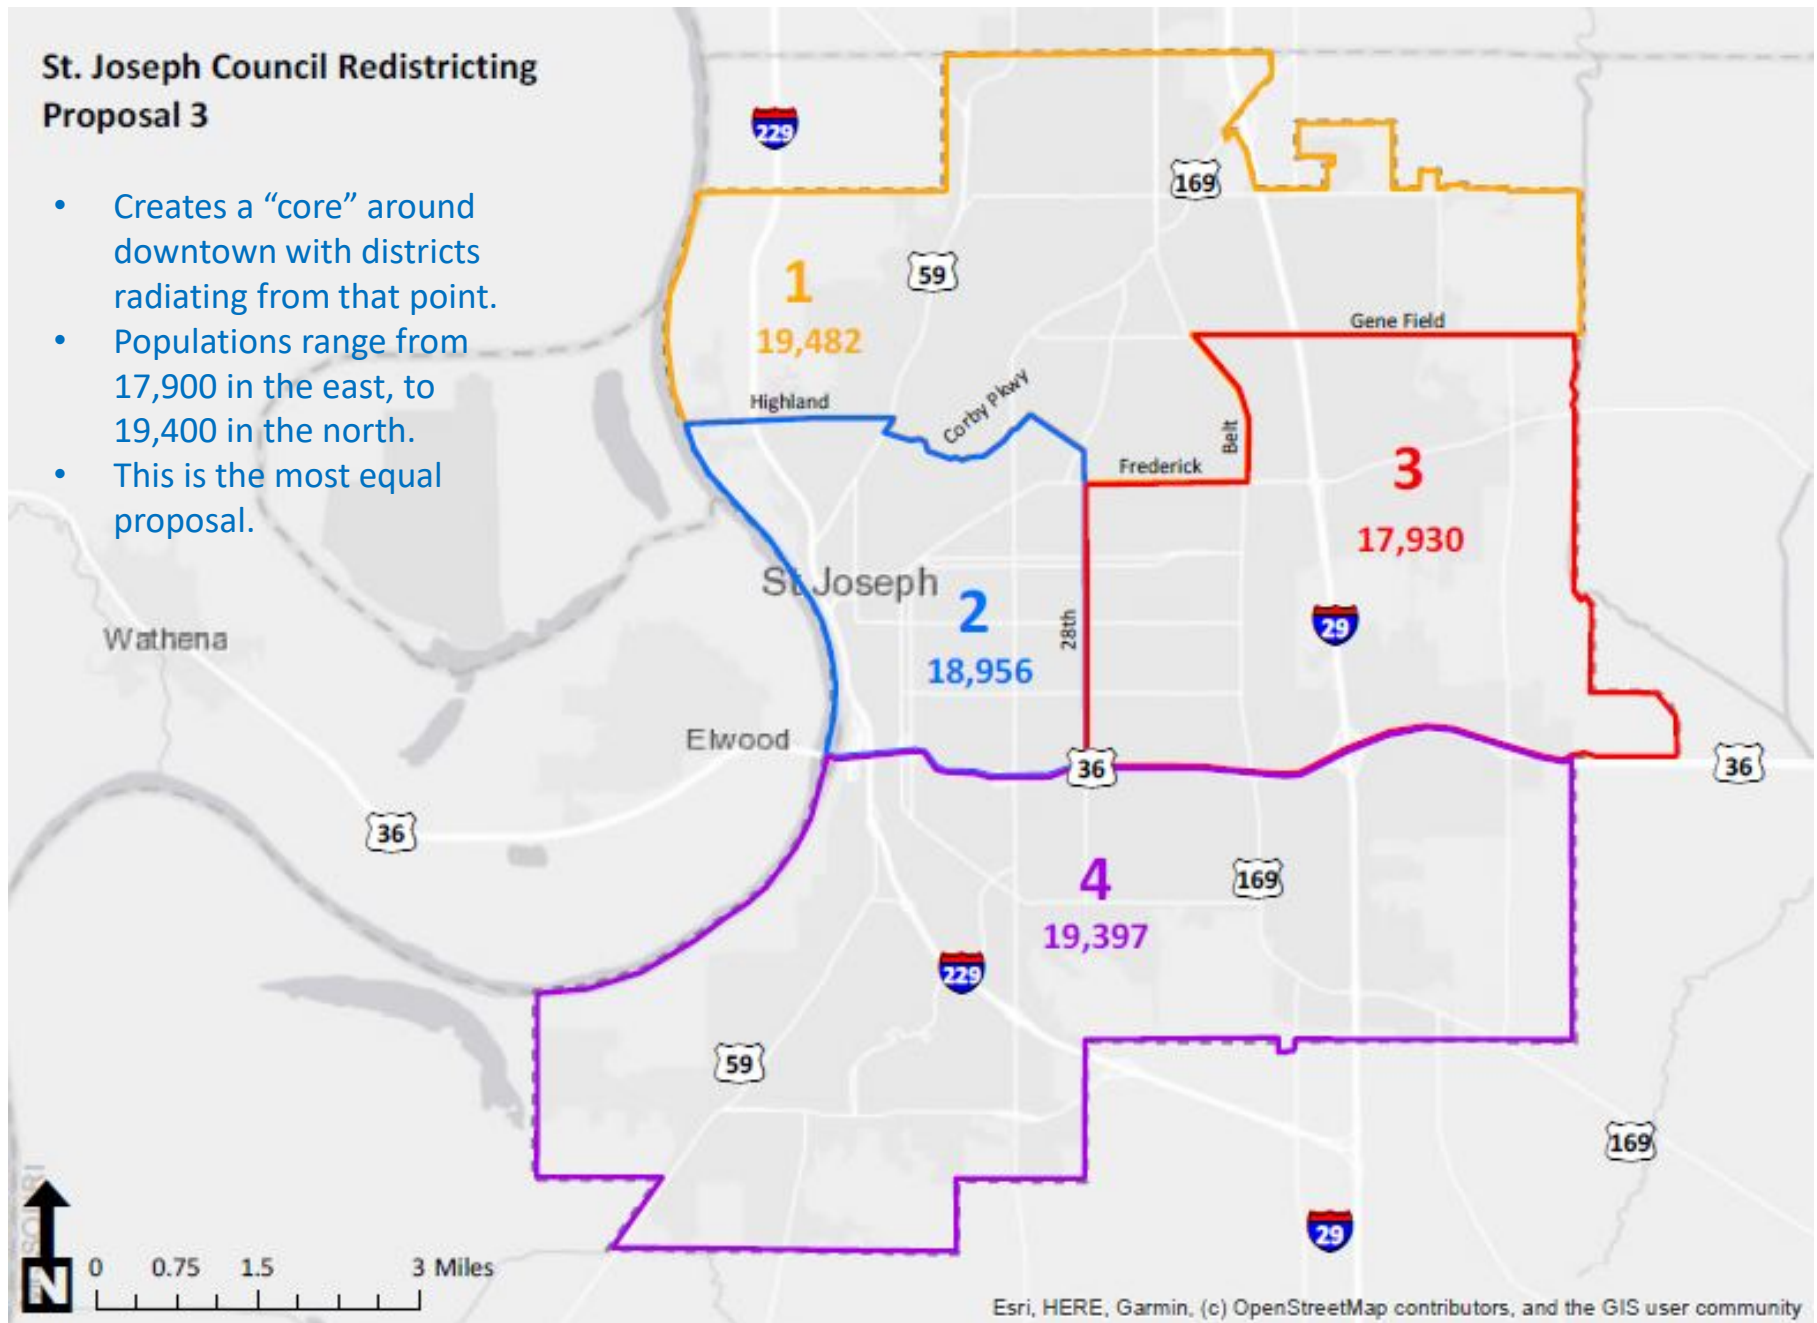 St. Joseph Council Redistricting
Proposal 3
• Creates a “core” around
downtown with districts
radiating from that point.
• Populations range from
17,900 in the east, to
19,400 in the north.
• This is the most equal
proposal.
229
169
59
1
19,482
Gene Field
Highland
Corby Pkwy
Belt
Frederick
3
17,930
St Joseph
2
18,956
28th
29
Wathena
Elwood
36
36
36
4
19,397
169
229
59
169
29
N
0 0.75 1.5 3 Miles
Esri, HERE, Garmin, (c) OpenStreetMap contributors, and the GIS user community